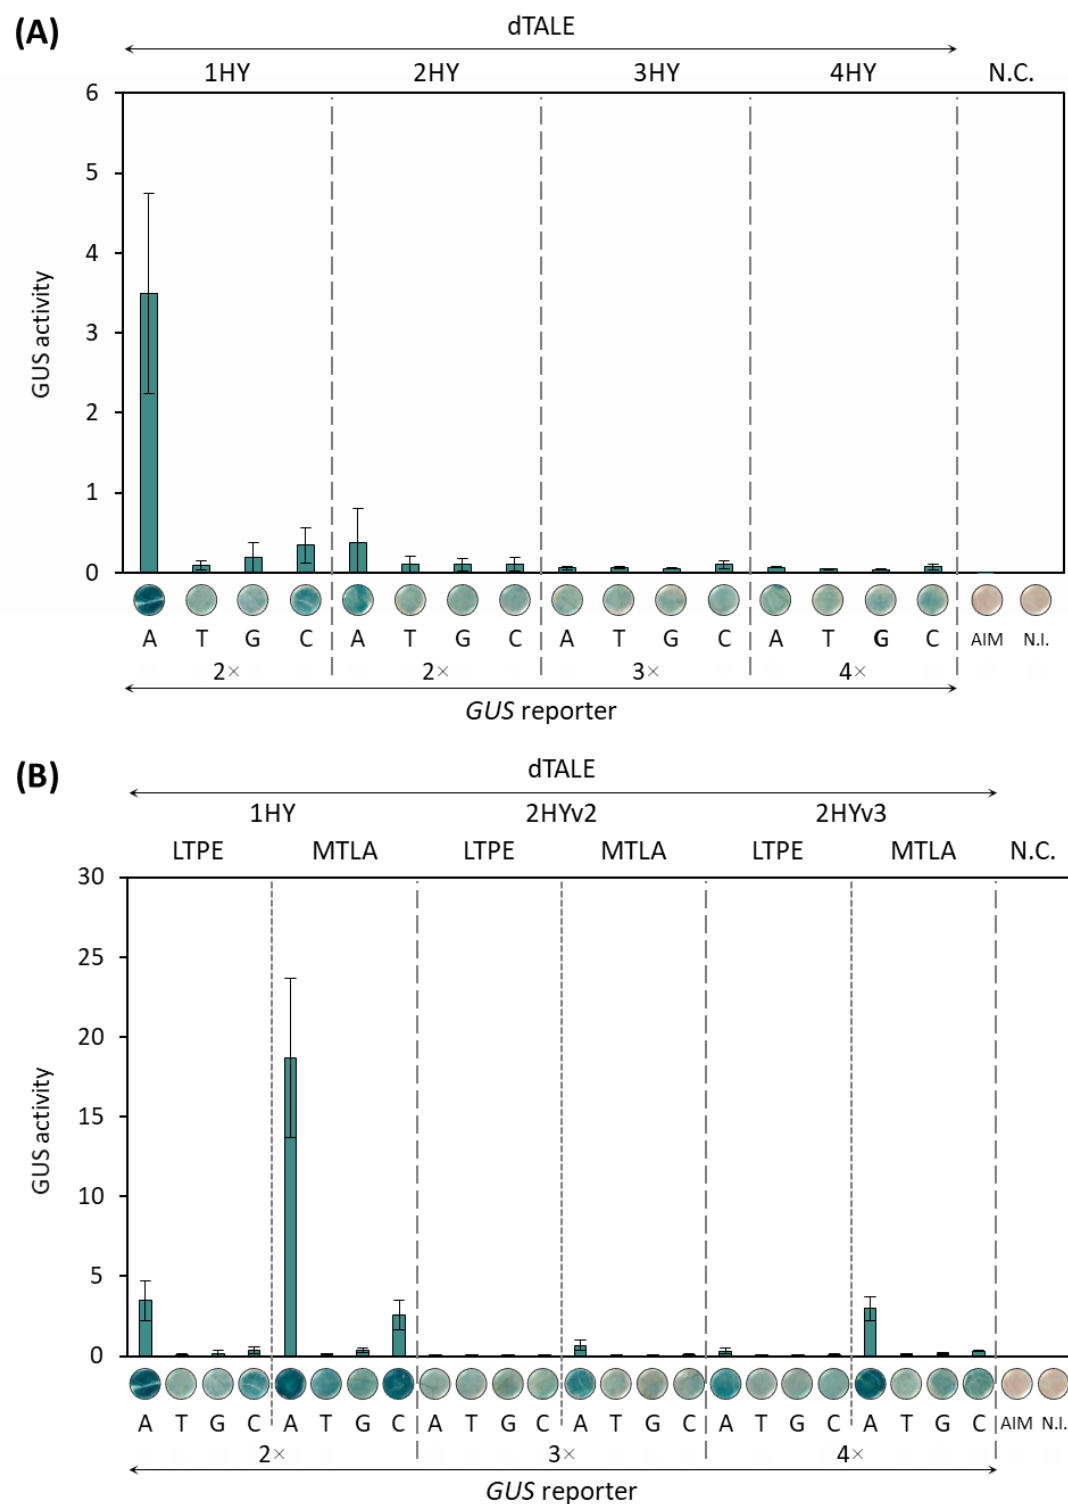 (A)
dTALE
1HY 2HY 3HY 4HY N.C.
6
5
4
3
2
1
0
GUS activity
A T G C A T G C A T G C A T G C AIM N.I.
2× 2× 3× 4×
GUS reporter
(B)
dTALE
1HY 2HYv2 2HYv3
LTPE MTLA LTPE MTLA LTPE MTLA N.C.
30
25
20
15
10
5
0
GUS activity
A T G C A T G C A T G C A T G C A T G C A T G C AIM N.I.
2× 3× 4×
GUS reporter